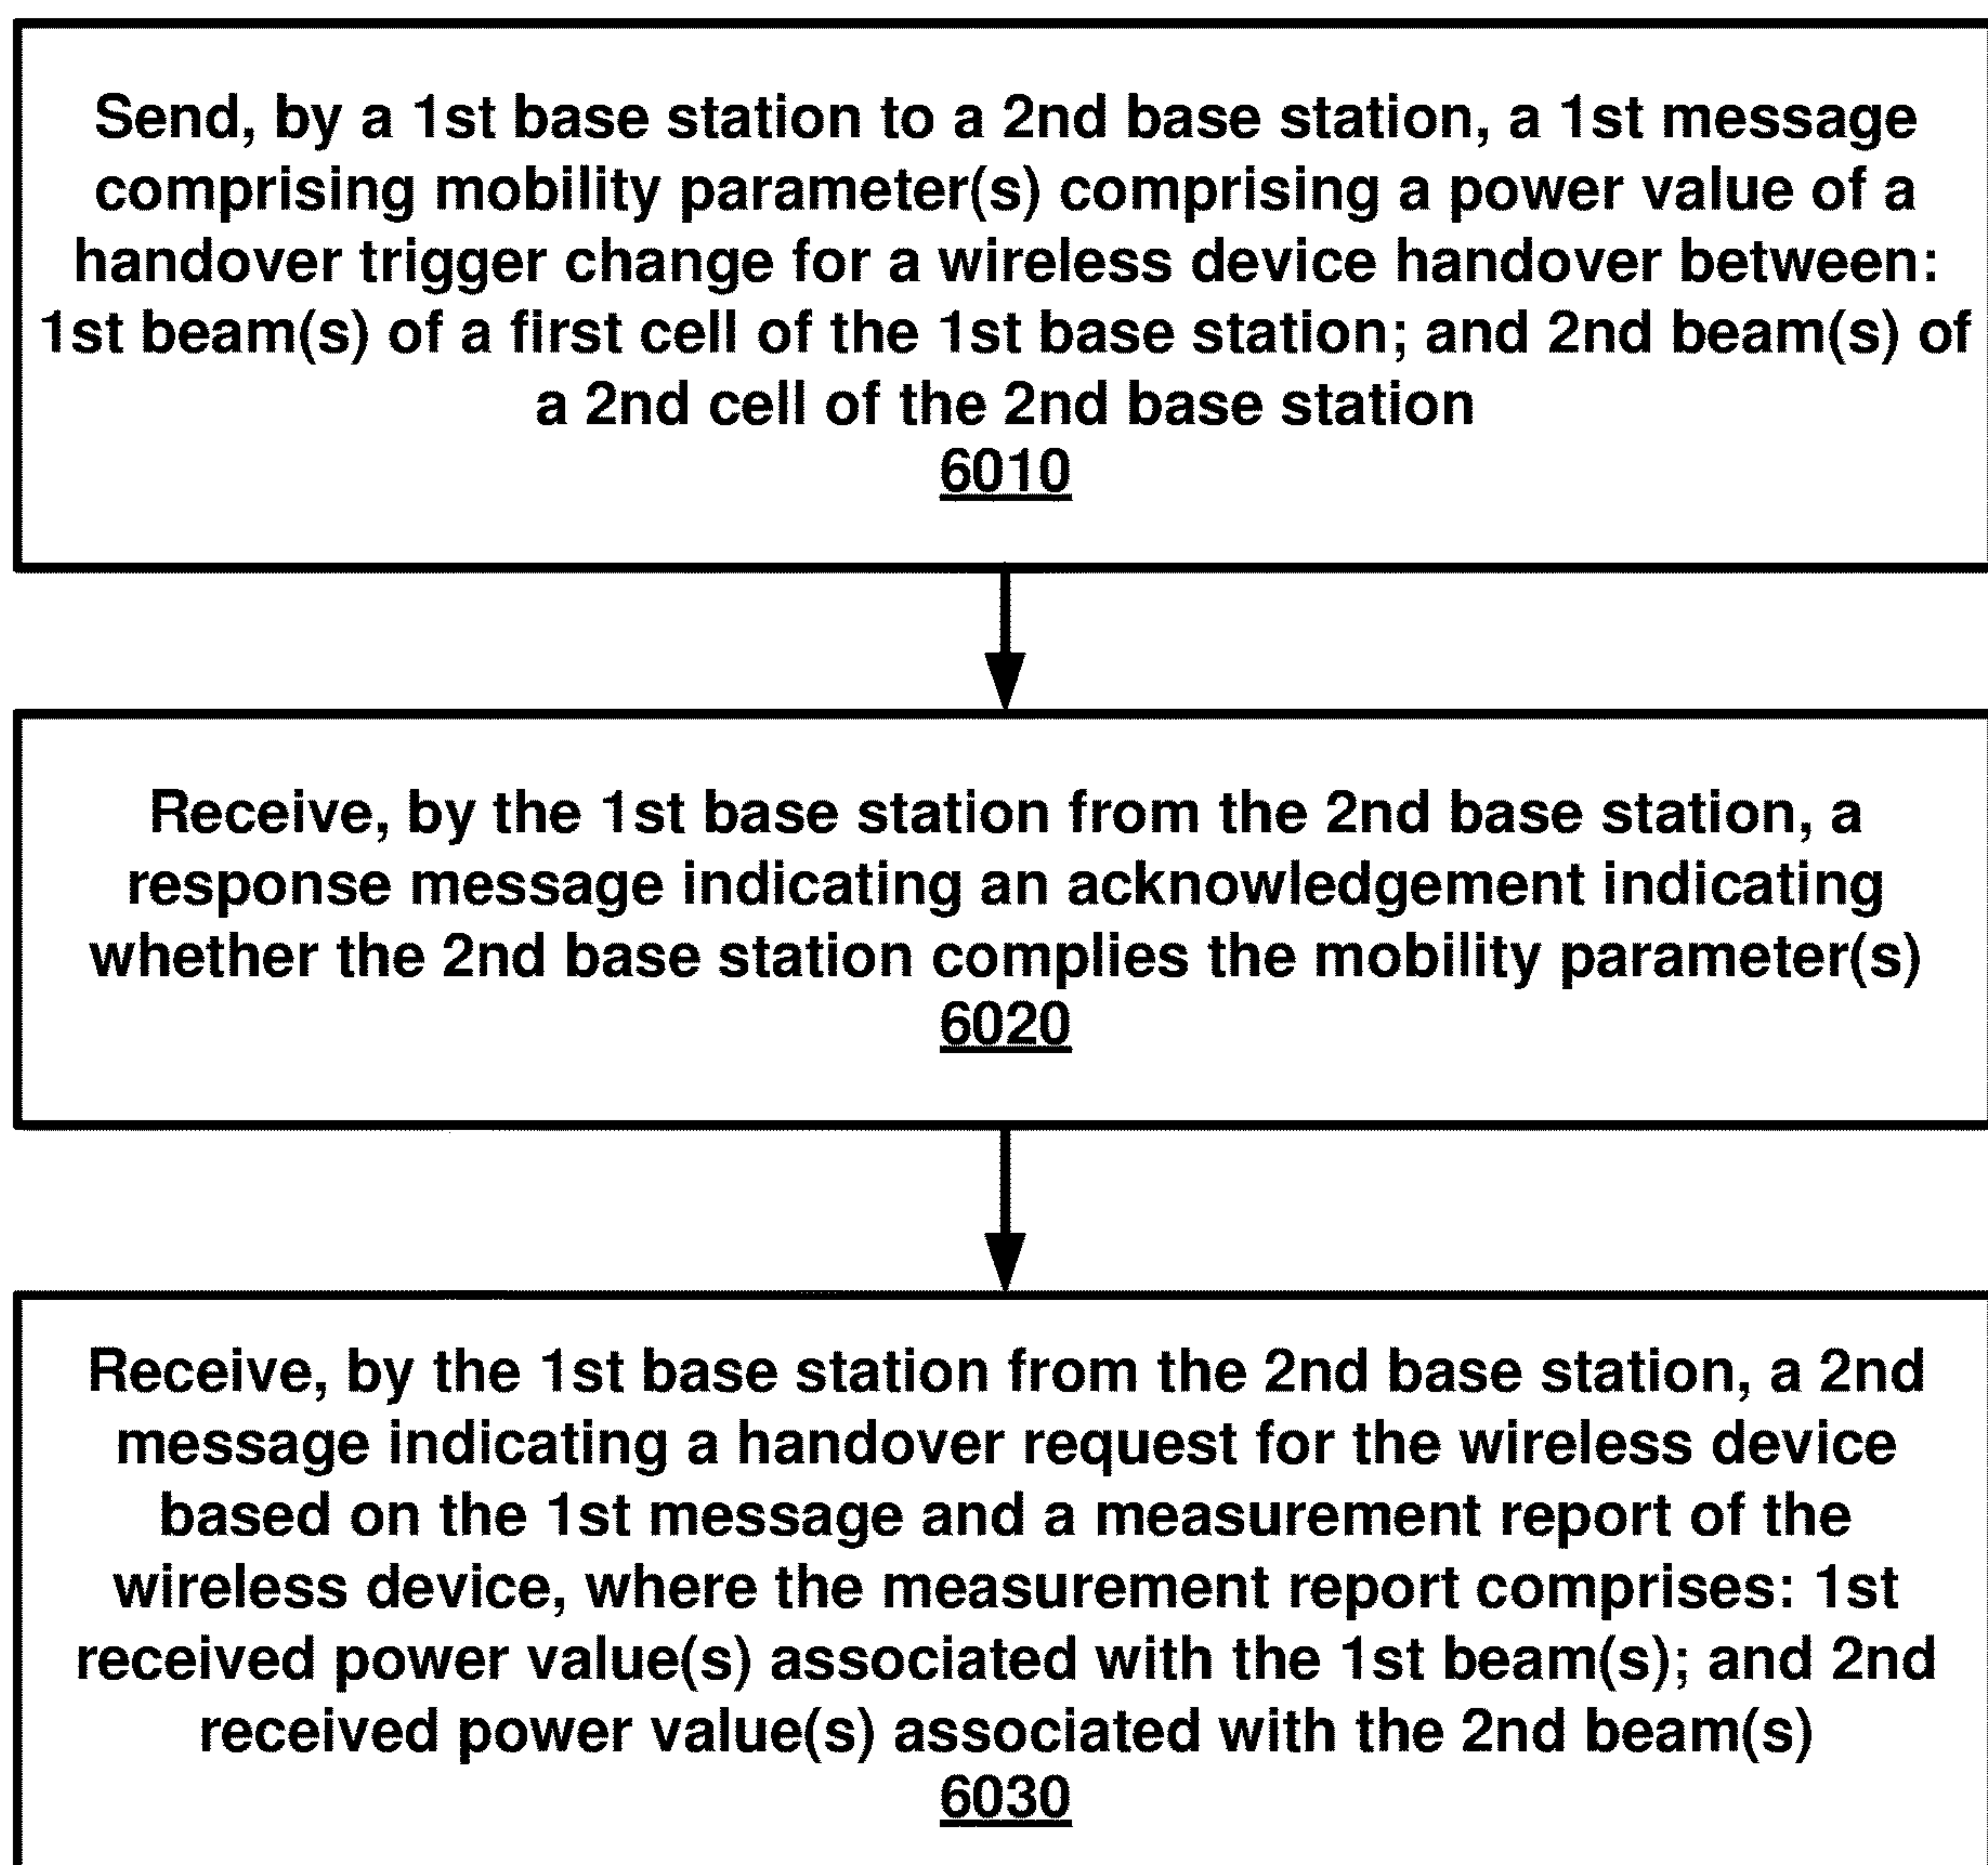 Send, by a 1st base station to a 2nd base station, a 1st message
comprising mobility parameter(s) comprising a power value of a
handover trigger change for a wireless device handover between:
1st beam(s) of a first cell of the 1st base station; and 2nd beam(s) of
a 2nd cell of the 2nd base station
6010
Receive, by the 1st base station from the 2nd base station, a
response message indicating an acknowledgement indicating
whether the 2nd base station complies the mobility parameter(s)
6020
Receive, by the 1st base station from the 2nd base station, a 2nd
message indicating a handover request for the wireless device
based on the 1st message and a measurement report of the
wireless device, where the measurement report comprises: 1st
received power value(s) associated with the 1st beam(s); and 2nd
received power value(s) associated with the 2nd beam(s)
6030